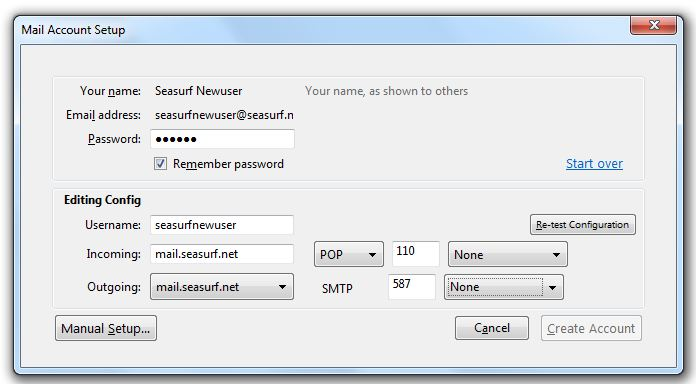 Mail Account Setup
Your name: Seasurf Newuser Your name, as shown to others
Email address: seasurfnewuser@seasurf.n
Password: ••••••
Remember password Start over
Editing Config
Username: seasurfnewuser Re-test Configuration
Incoming: mail.seasurf.net POP 110 None
Outgoing: mail.seasurf.net SMTP 587 None
Manual Setup... Cancel Create Account